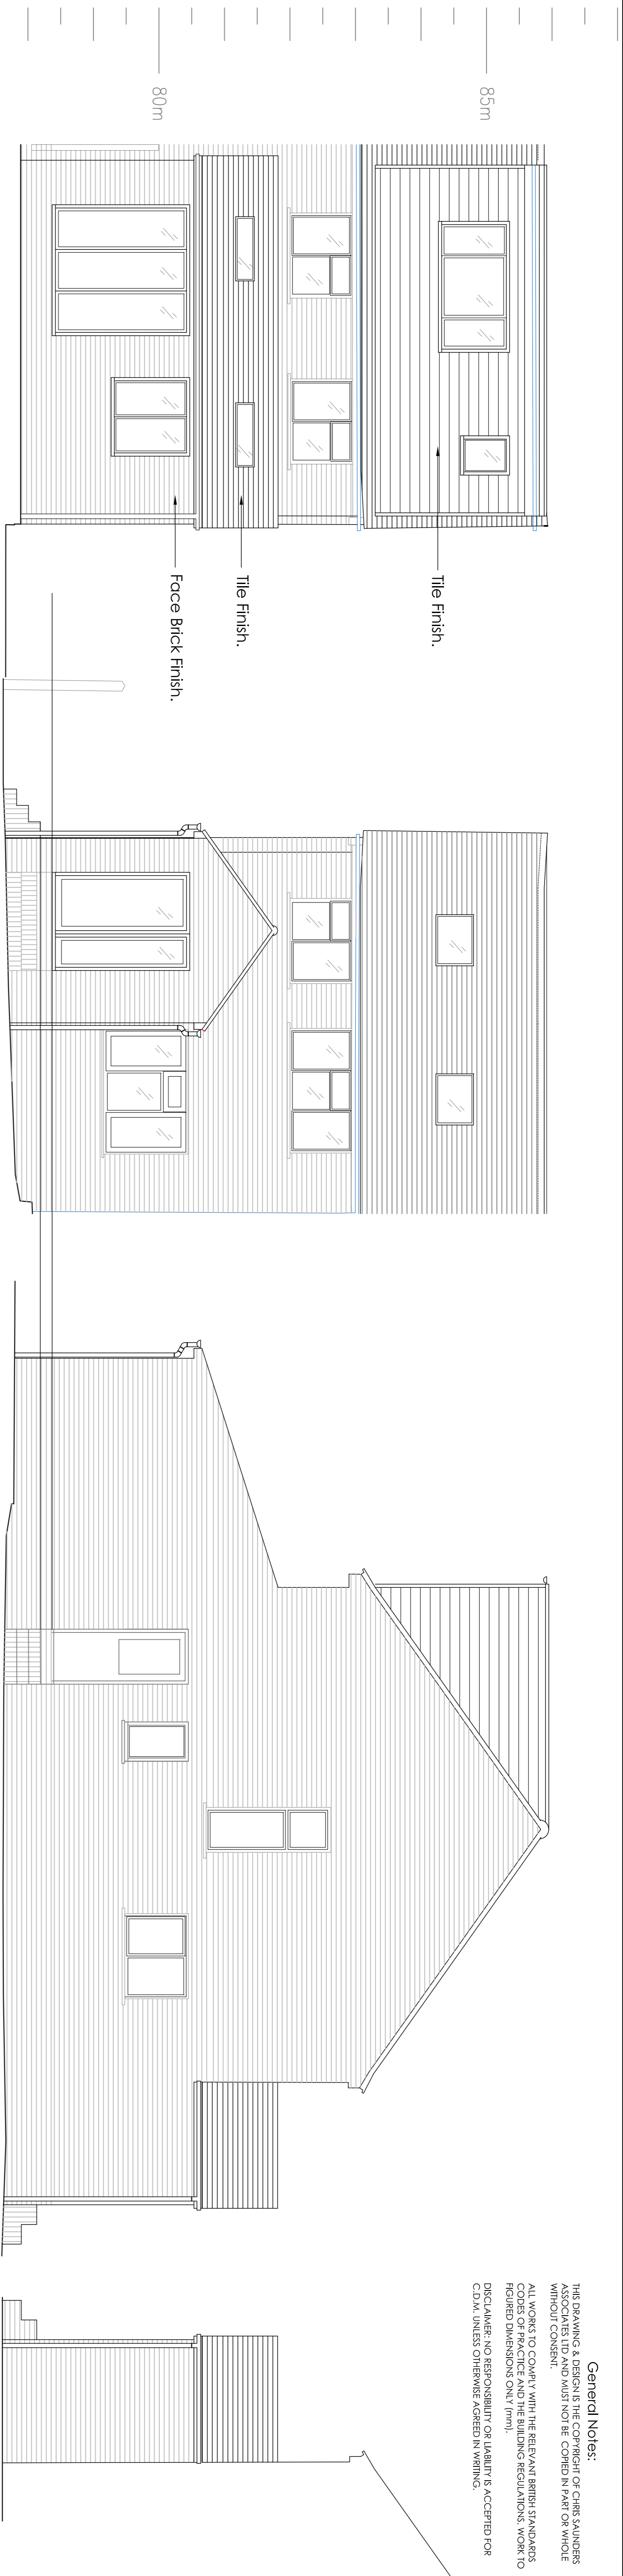 85m
80m
Tile Finish.
Tile Finish.
Face Brick Finish.
General Notes:
THIS DRAWING & DESIGN IS THE COPYRIGHT OF CHRIS SAUNDERS
ASSOCIATES LTD AND MUST NOT BE COPIED IN PART OR WHOLE
WITHOUT CONSENT.
ALL WORKS TO COMPLY WITH THE RELEVANT BRITISH STANDARDS
CODES OF PRACTICE AND THE BUILDING REGULATIONS, WORK TO
FIGURED DIMENSIONS ONLY (mm).
DISCLAIMER: NO RESPONSIBILITY OR LIABILITY IS ACCEPTED FOR
C.D.M. UNLESS OTHERWISE AGREED IN WRITING.